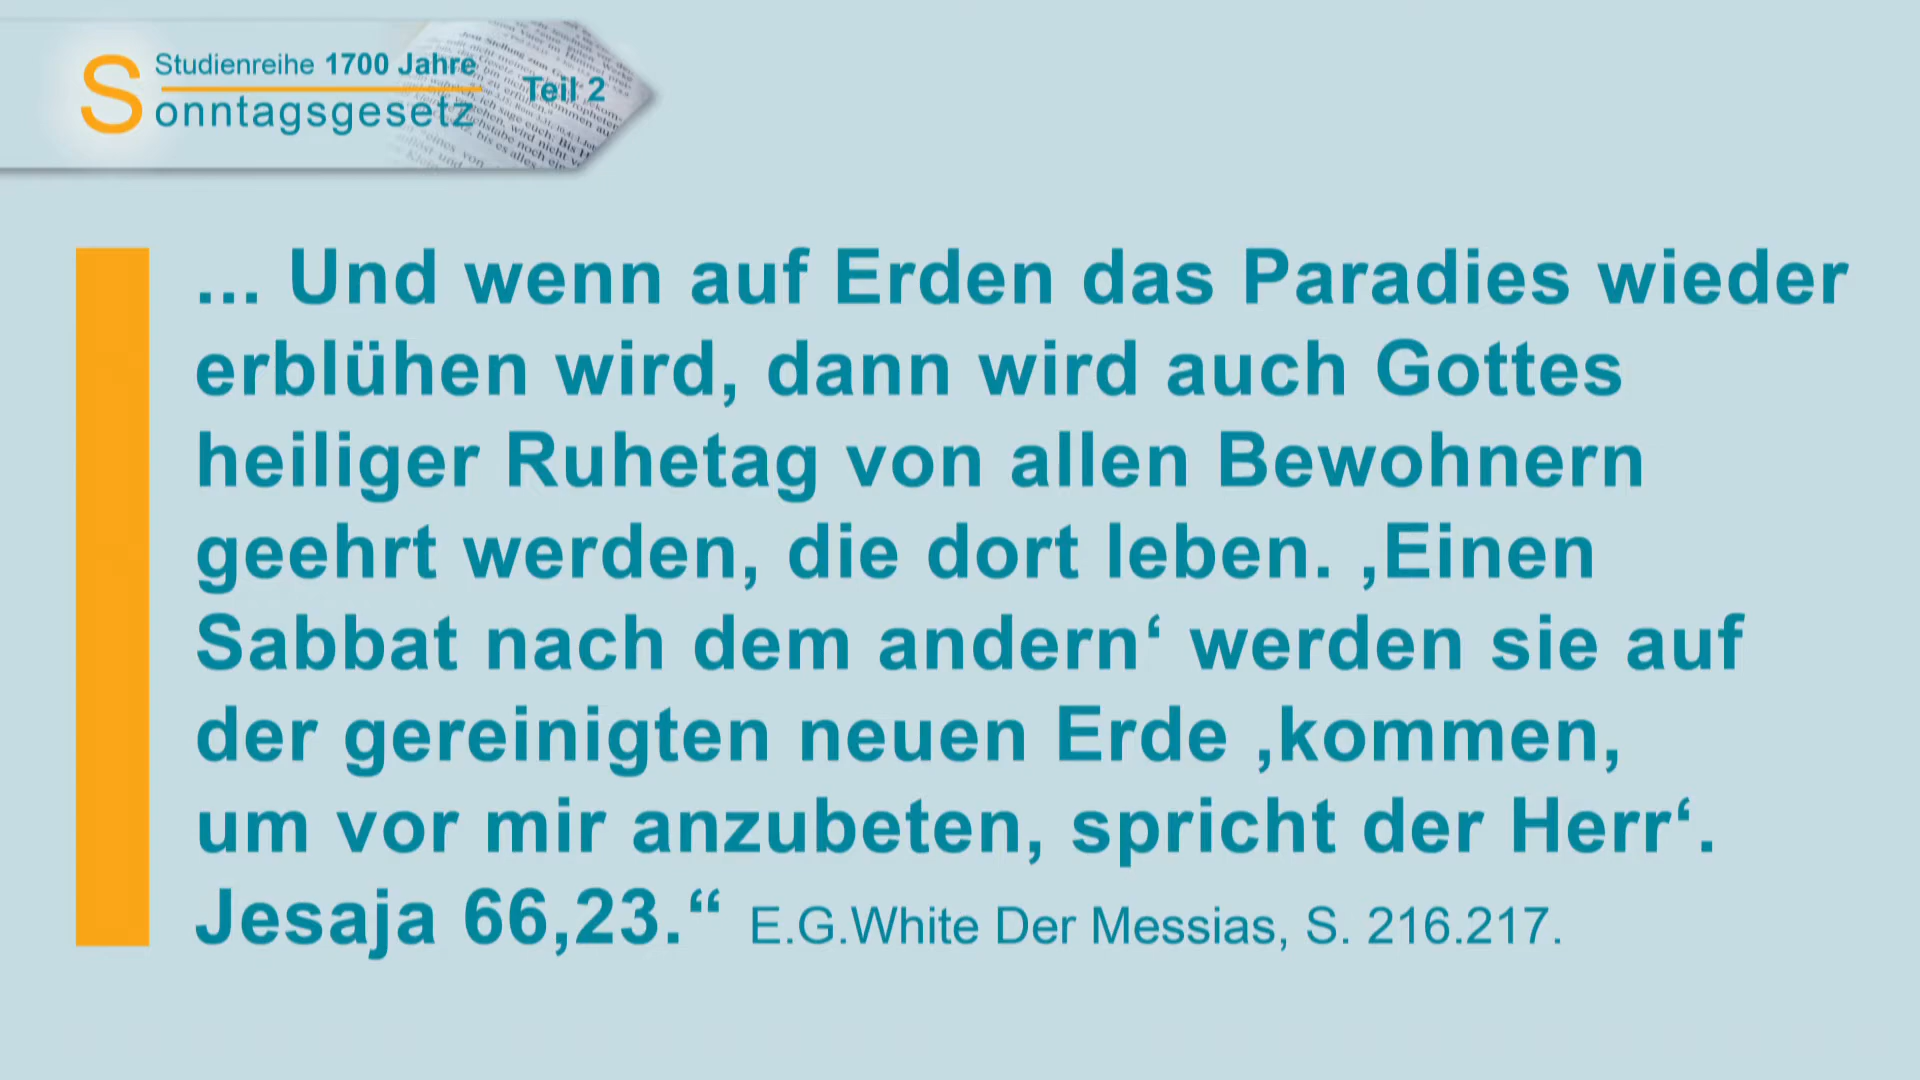 Studienreihe 1700 Jahre
Sonntagsgesetz
Teil 2
... Und wenn auf Erden das Paradies wieder
erblühen wird, dann wird auch Gottes
heiliger Ruhetag von allen Bewohnern
geehrt werden, die dort leben. ‚Einen
Sabbat nach dem andern‘ werden sie auf
der gereinigten neuen Erde ‚kommen,
um vor mir anzubeten, spricht der Herr‘.
Jesaja 66,23.“ E.G.White Der Messias, S. 216.217.